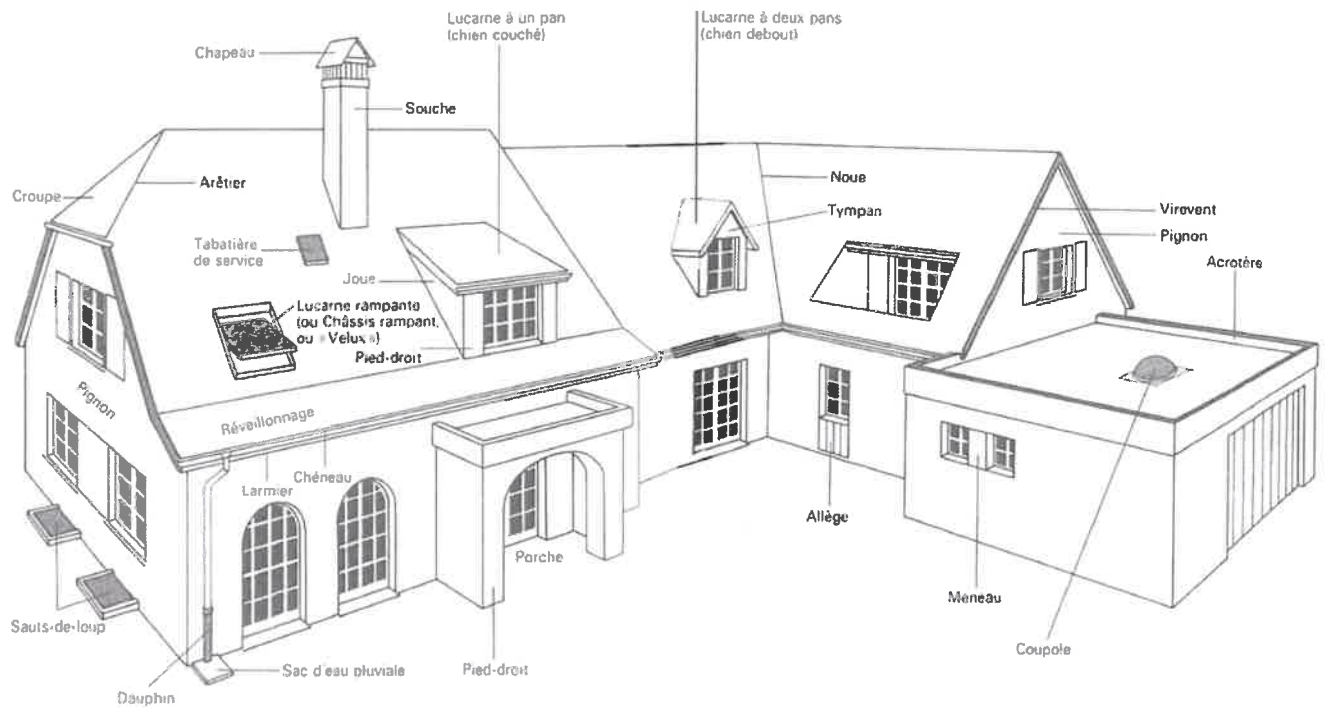 Lucarne à un pan
(chien couché)
Lucarne à deux pans
(chien debout)
Chapeau
Souche
Arêtier
Croupe
Noue
Tympan
Virevent
Pignon
Acrotère
Tabatière
de service
Joue
Lucarne rampante
(ou Châssis rampant,
ou « Velux »)
Pied-droit
Pignon
Réveillonnage
Larmier
Chéneau
Porche
Allège
Meneau
Coupole
Sauts-de-loup
Dauphin
Sac d'eau pluviale
Pied-droit